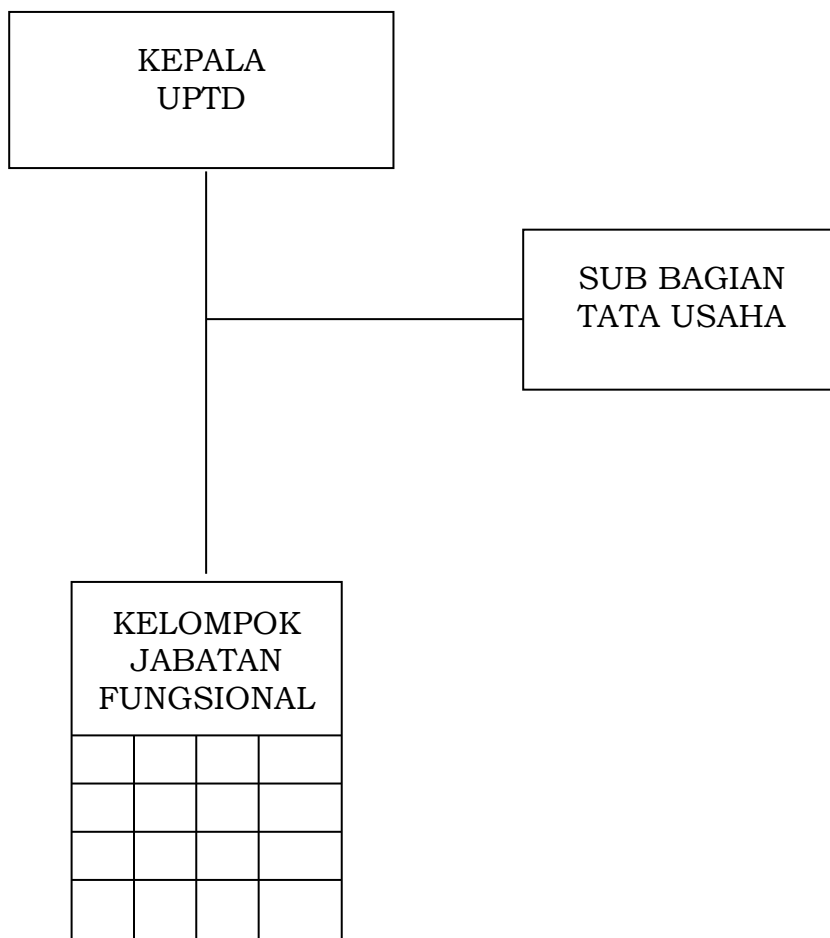 KEPALA
UPTD
SUB BAGIAN
TATA USAHA
KELOMPOK
JABATAN
FUNGSIONAL